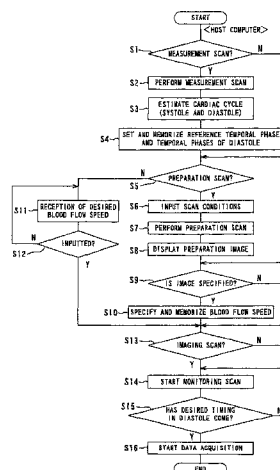 START
<HOST COMPUTER>
S1
MEASUREMENT SCAN?
N
Y
S2
PERFORM MEASUREMENT SCAN
S3
ESTIMATE CARDIAC CYCLE
(SYSTOLE AND DIASTOLE)
S4
SET AND MEMORIZE REFERENCE TEMPORAL PHASE
AND TEMPORAL PHASES OF DIASTOLE
N
PREPARATION SCAN?
S5
Y
S11
RECEPTION OF DESIRED
BLOOD FLOW SPEED
S6
INPUT SCAN CONDITIONS
S7
PERFORM PREPARATION SCAN
N
INPUTTED?
S12
Y
S8
DISPLAY PREPARATION IMAGE
S9
IS IMAGE SPECIFIED?
N
Y
S10
SPECIFY AND MEMORIZE BLOOD FLOW SPEED
S13
IMAGING SCAN?
N
Y
S14
START MONITORING SCAN
S15
HAS DESIRED TIMING
IN DIASTOLE COME?
N
Y
S16
START DATA ACQUISITION
END